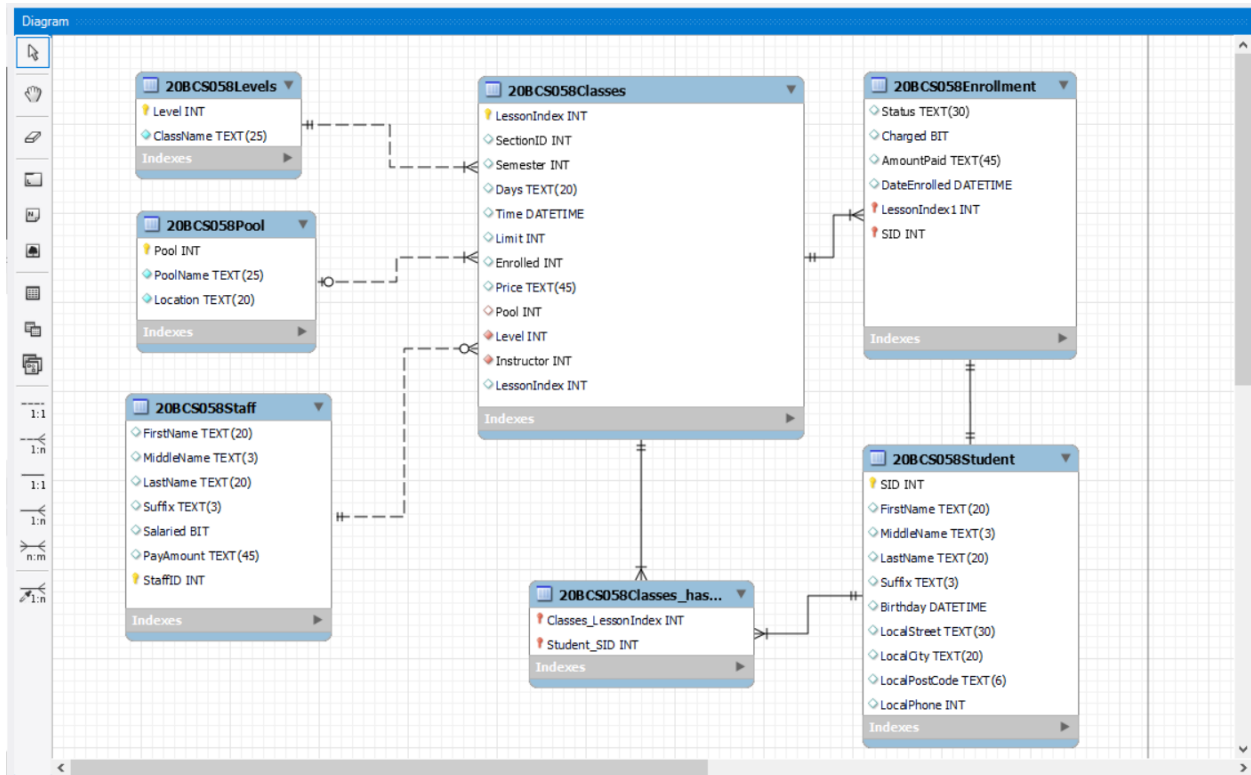 Diagram
20BCS058Levels
Level INT
ClassName TEXT(25)
Indexes
20BCS058Pool
Pool INT
PoolName TEXT(25)
Location TEXT(20)
Indexes
20BCS058Staff
FirstName TEXT(20)
MiddleName TEXT(3)
LastName TEXT(20)
Suffix TEXT(3)
Salaried BIT
PayAmount TEXT(45)
StaffID INT
Indexes
20BCS058Classes
LessonIndex INT
SectionID INT
Semester INT
Days TEXT(20)
Time DATETIME
Limit INT
Enrolled INT
Price TEXT(45)
Pool INT
Level INT
Instructor INT
LessonIndex INT
Indexes
20BCS058Classes_has...
Classes_LessonIndex INT
Student_SID INT
Indexes
20BCS058Enrollment
Status TEXT(30)
Charged BIT
AmountPaid TEXT(45)
DateEnrolled DATETIME
LessonIndex1 INT
SID INT
Indexes
20BCS058Student
SID INT
FirstName TEXT(20)
MiddleName TEXT(3)
LastName TEXT(20)
Suffix TEXT(3)
Birthday DATETIME
LocalStreet TEXT(30)
LocalCity TEXT(20)
LocalPostCode TEXT(6)
LocalPhone INT
Indexes
1:1
1:n
1:1
1:n
n:m
1:n